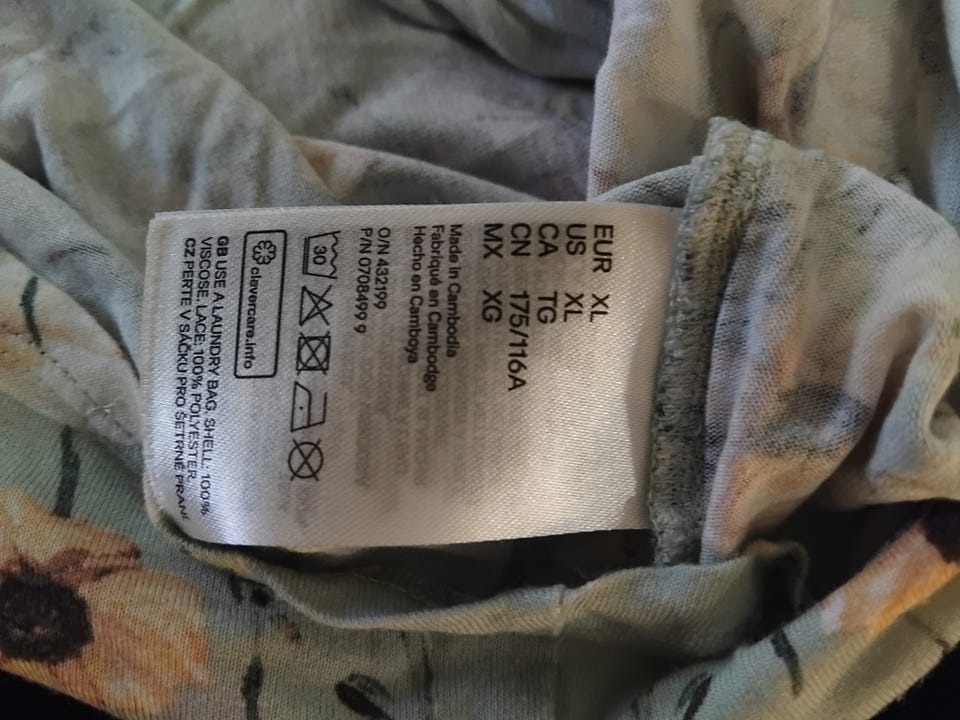 EUR XL
US XL
CA TG
CN 175/116A
MX XG
Made in Cambodia
Fabriqué en Cambodge
Hecho en Camboya
O/N 432199
P/N 0708499 9
30
clevercare.info
GB USE A LAUNDRY BAG. SHELL: 100%
VISCOSE. LACE: 100% POLYESTER.
CZ PERTE V SÁČKU PRO ŠETRNÉ PRANÍ